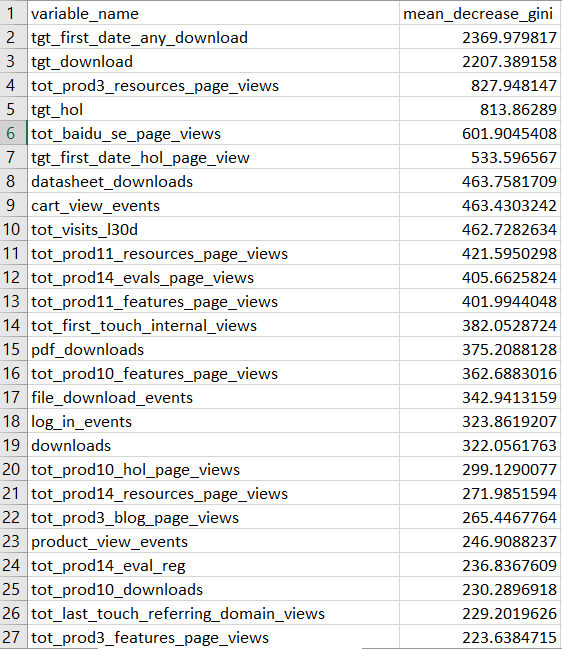 1 variable_name mean_decrease_gini
2 tgt_first_date_any_download 2369.979817
3 tgt_download 2207.389158
4 tot_prod3_resources_page_views 827.948147
5 tgt_hol 813.86289
6 tot_baidu_se_page_views 601.9045408
7 tgt_first_date_hol_page_view 533.596567
8 datasheet_downloads 463.7581709
9 cart_view_events 463.4303242
10 tot_visits_l30d 462.7282634
11 tot_prod11_resources_page_views 421.5950298
12 tot_prod14_evals_page_views 405.6625824
13 tot_prod11_features_page_views 401.9944048
14 tot_first_touch_internal_views 382.0528724
15 pdf_downloads 375.2088128
16 tot_prod10_features_page_views 362.6883016
17 file_download_events 342.9413159
18 log_in_events 323.8619207
19 downloads 322.0561763
20 tot_prod10_hol_page_views 299.1290077
21 tot_prod14_resources_page_views 271.9851594
22 tot_prod3_blog_page_views 265.4467764
23 product_view_events 246.9088237
24 tot_prod14_eval_reg 236.8367609
25 tot_prod10_downloads 230.2896918
26 tot_last_touch_referring_domain_views 229.2019626
27 tot_prod3_features_page_views 223.6384715